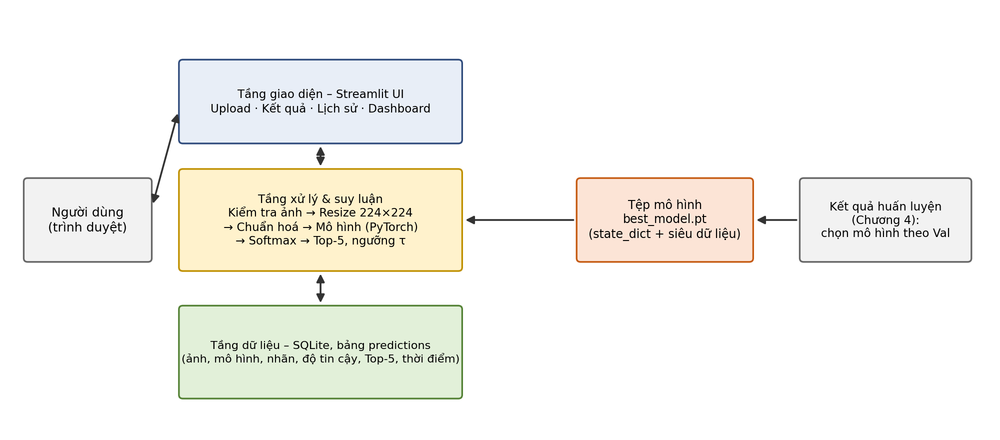 Tầng giao diện – Streamlit UI
Upload · Kết quả · Lịch sử · Dashboard
Người dùng
(trình duyệt)
Tầng xử lý & suy luận
Kiểm tra ảnh → Resize 224×224
→ Chuẩn hoá → Mô hình (PyTorch)
→ Softmax → Top-5, ngưỡng τ
Tệp mô hình
best_model.pt
(state_dict + siêu dữ liệu)
Kết quả huấn luyện
(Chương 4):
chọn mô hình theo Val
Tầng dữ liệu – SQLite, bảng predictions
(ảnh, mô hình, nhãn, độ tin cậy, Top-5, thời điểm)